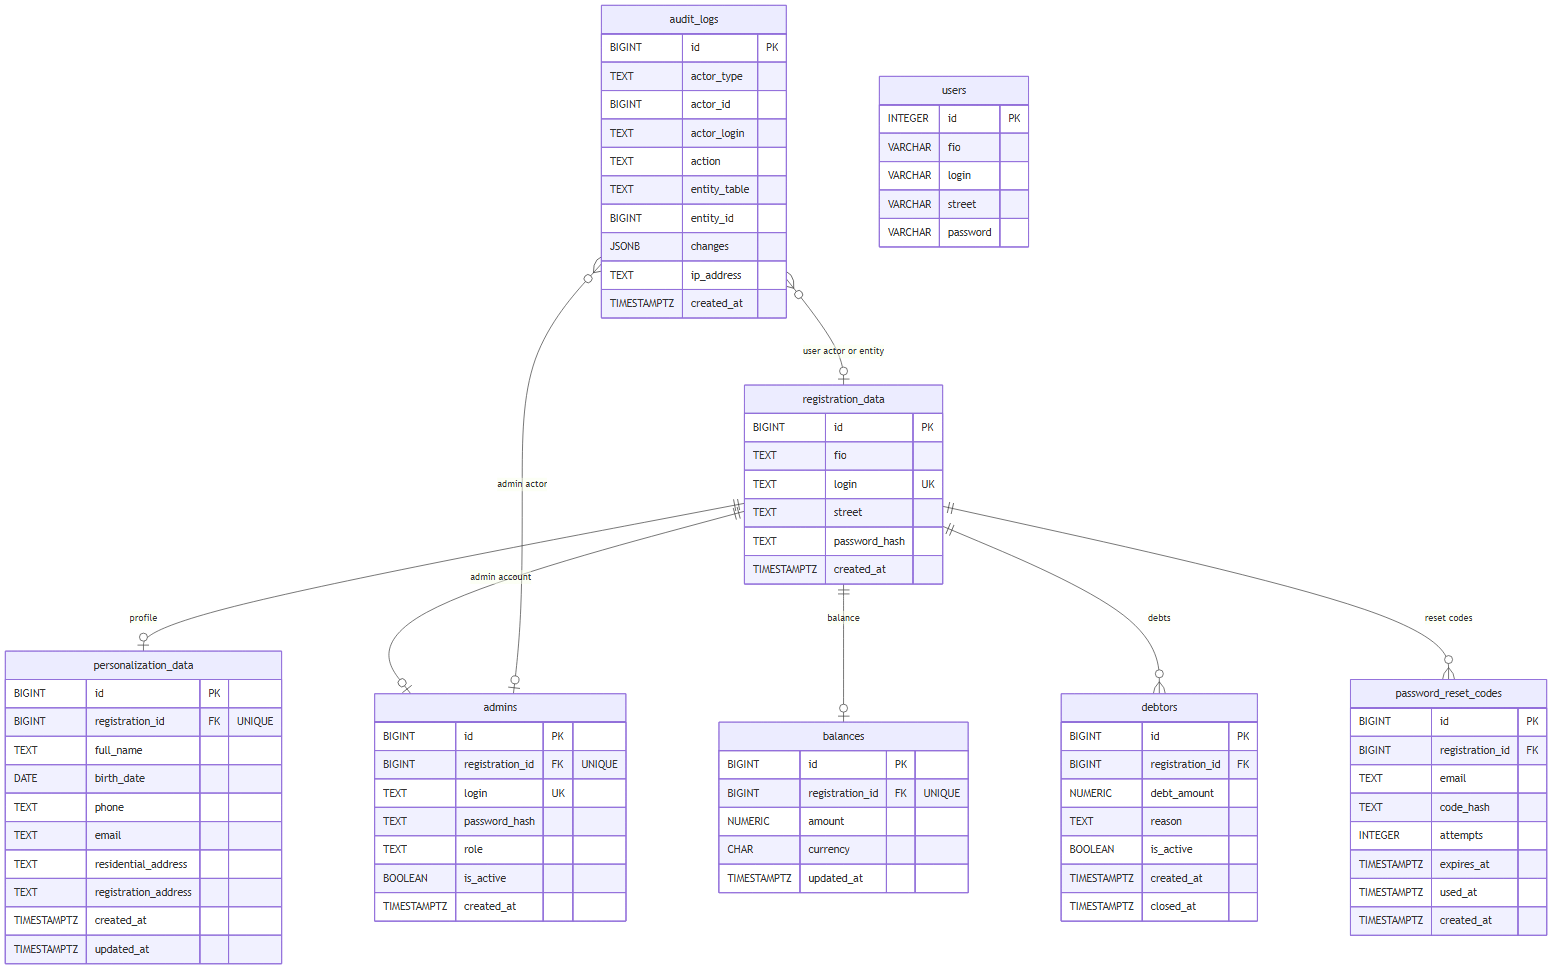 audit_logs
BIGINT id PK
TEXT actor_type
BIGINT actor_id
TEXT actor_login
TEXT action
TEXT entity_table
BIGINT entity_id
JSONB changes
TEXT ip_address
TIMESTAMPTZ created_at
users
INTEGER id PK
VARCHAR fio
VARCHAR login
VARCHAR street
VARCHAR password
user actor or entity
registration_data
BIGINT id PK
TEXT fio
TEXT login UK
TEXT street
TEXT password_hash
TIMESTAMPTZ created_at
admin actor
admin account
profile
balance
debts
reset codes
personalization_data
BIGINT id PK
BIGINT registration_id FK UNIQUE
TEXT full_name
DATE birth_date
TEXT phone
TEXT email
TEXT residential_address
TEXT registration_address
TIMESTAMPTZ created_at
TIMESTAMPTZ updated_at
admins
BIGINT id PK
BIGINT registration_id FK UNIQUE
TEXT login UK
TEXT password_hash
TEXT role
BOOLEAN is_active
TIMESTAMPTZ created_at
balances
BIGINT id PK
BIGINT registration_id FK UNIQUE
NUMERIC amount
CHAR currency
TIMESTAMPTZ updated_at
debtors
BIGINT id PK
BIGINT registration_id FK
NUMERIC debt_amount
TEXT reason
BOOLEAN is_active
TIMESTAMPTZ created_at
TIMESTAMPTZ closed_at
password_reset_codes
BIGINT id PK
BIGINT registration_id FK
TEXT email
TEXT code_hash
INTEGER attempts
TIMESTAMPTZ expires_at
TIMESTAMPTZ used_at
TIMESTAMPTZ created_at